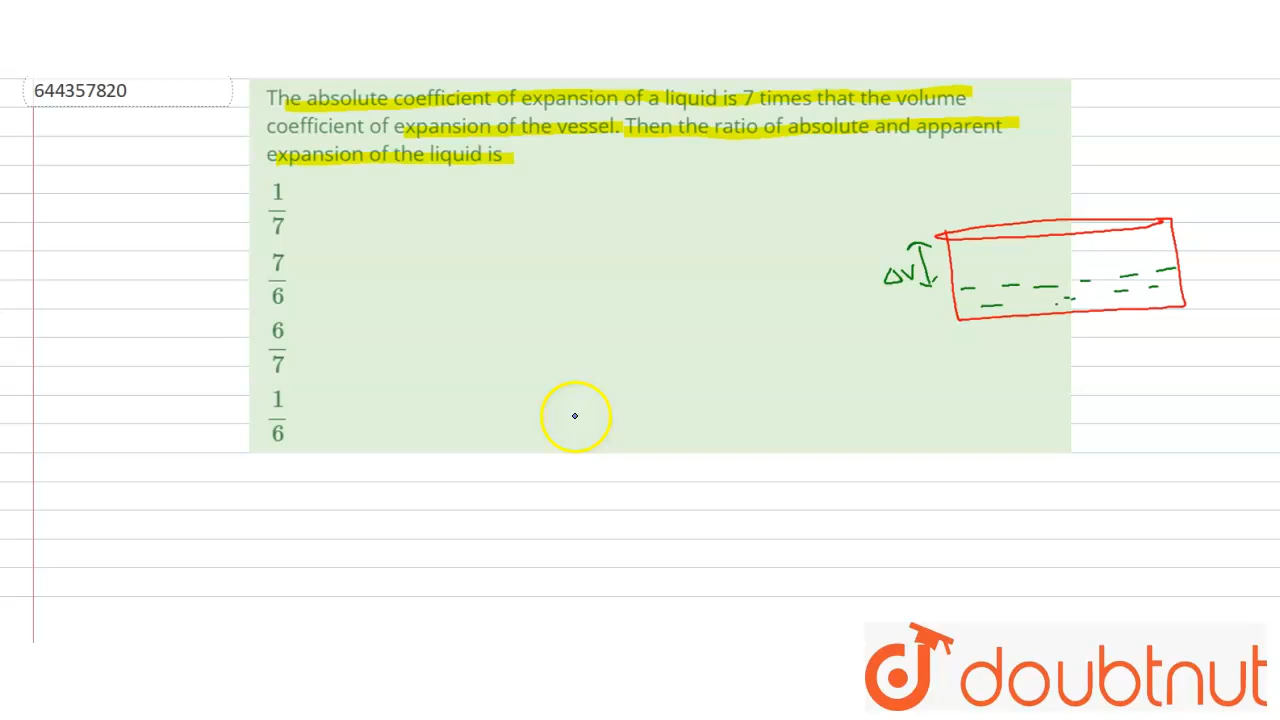 644357820
The absolute coefficient of expansion of a liquid is 7 times that the volume
coefficient of expansion of the vessel. Then the ratio of absolute and apparent
expansion of the liquid is
1
7
7
6
6
7
1
6
ΔV
doubtnut